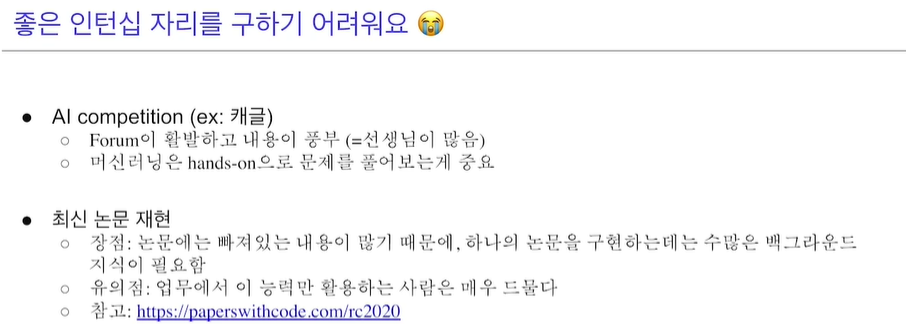 좋은 인턴십 자리를 구하기 어려워요 😭
● AI competition (ex: 캐글)
○ Forum이 활발하고 내용이 풍부 (=선생님이 많음)
○ 머신러닝은 hands-on으로 문제를 풀어보는게 중요
● 최신 논문 재현
○ 장점: 논문에는 빠져있는 내용이 많기 때문에, 하나의 논문을 구현하는데는 수많은 백그라운드
지식이 필요함
○ 유의점: 업무에서 이 능력만 활용하는 사람은 매우 드물다
○ 참고: https://paperswithcode.com/rc2020